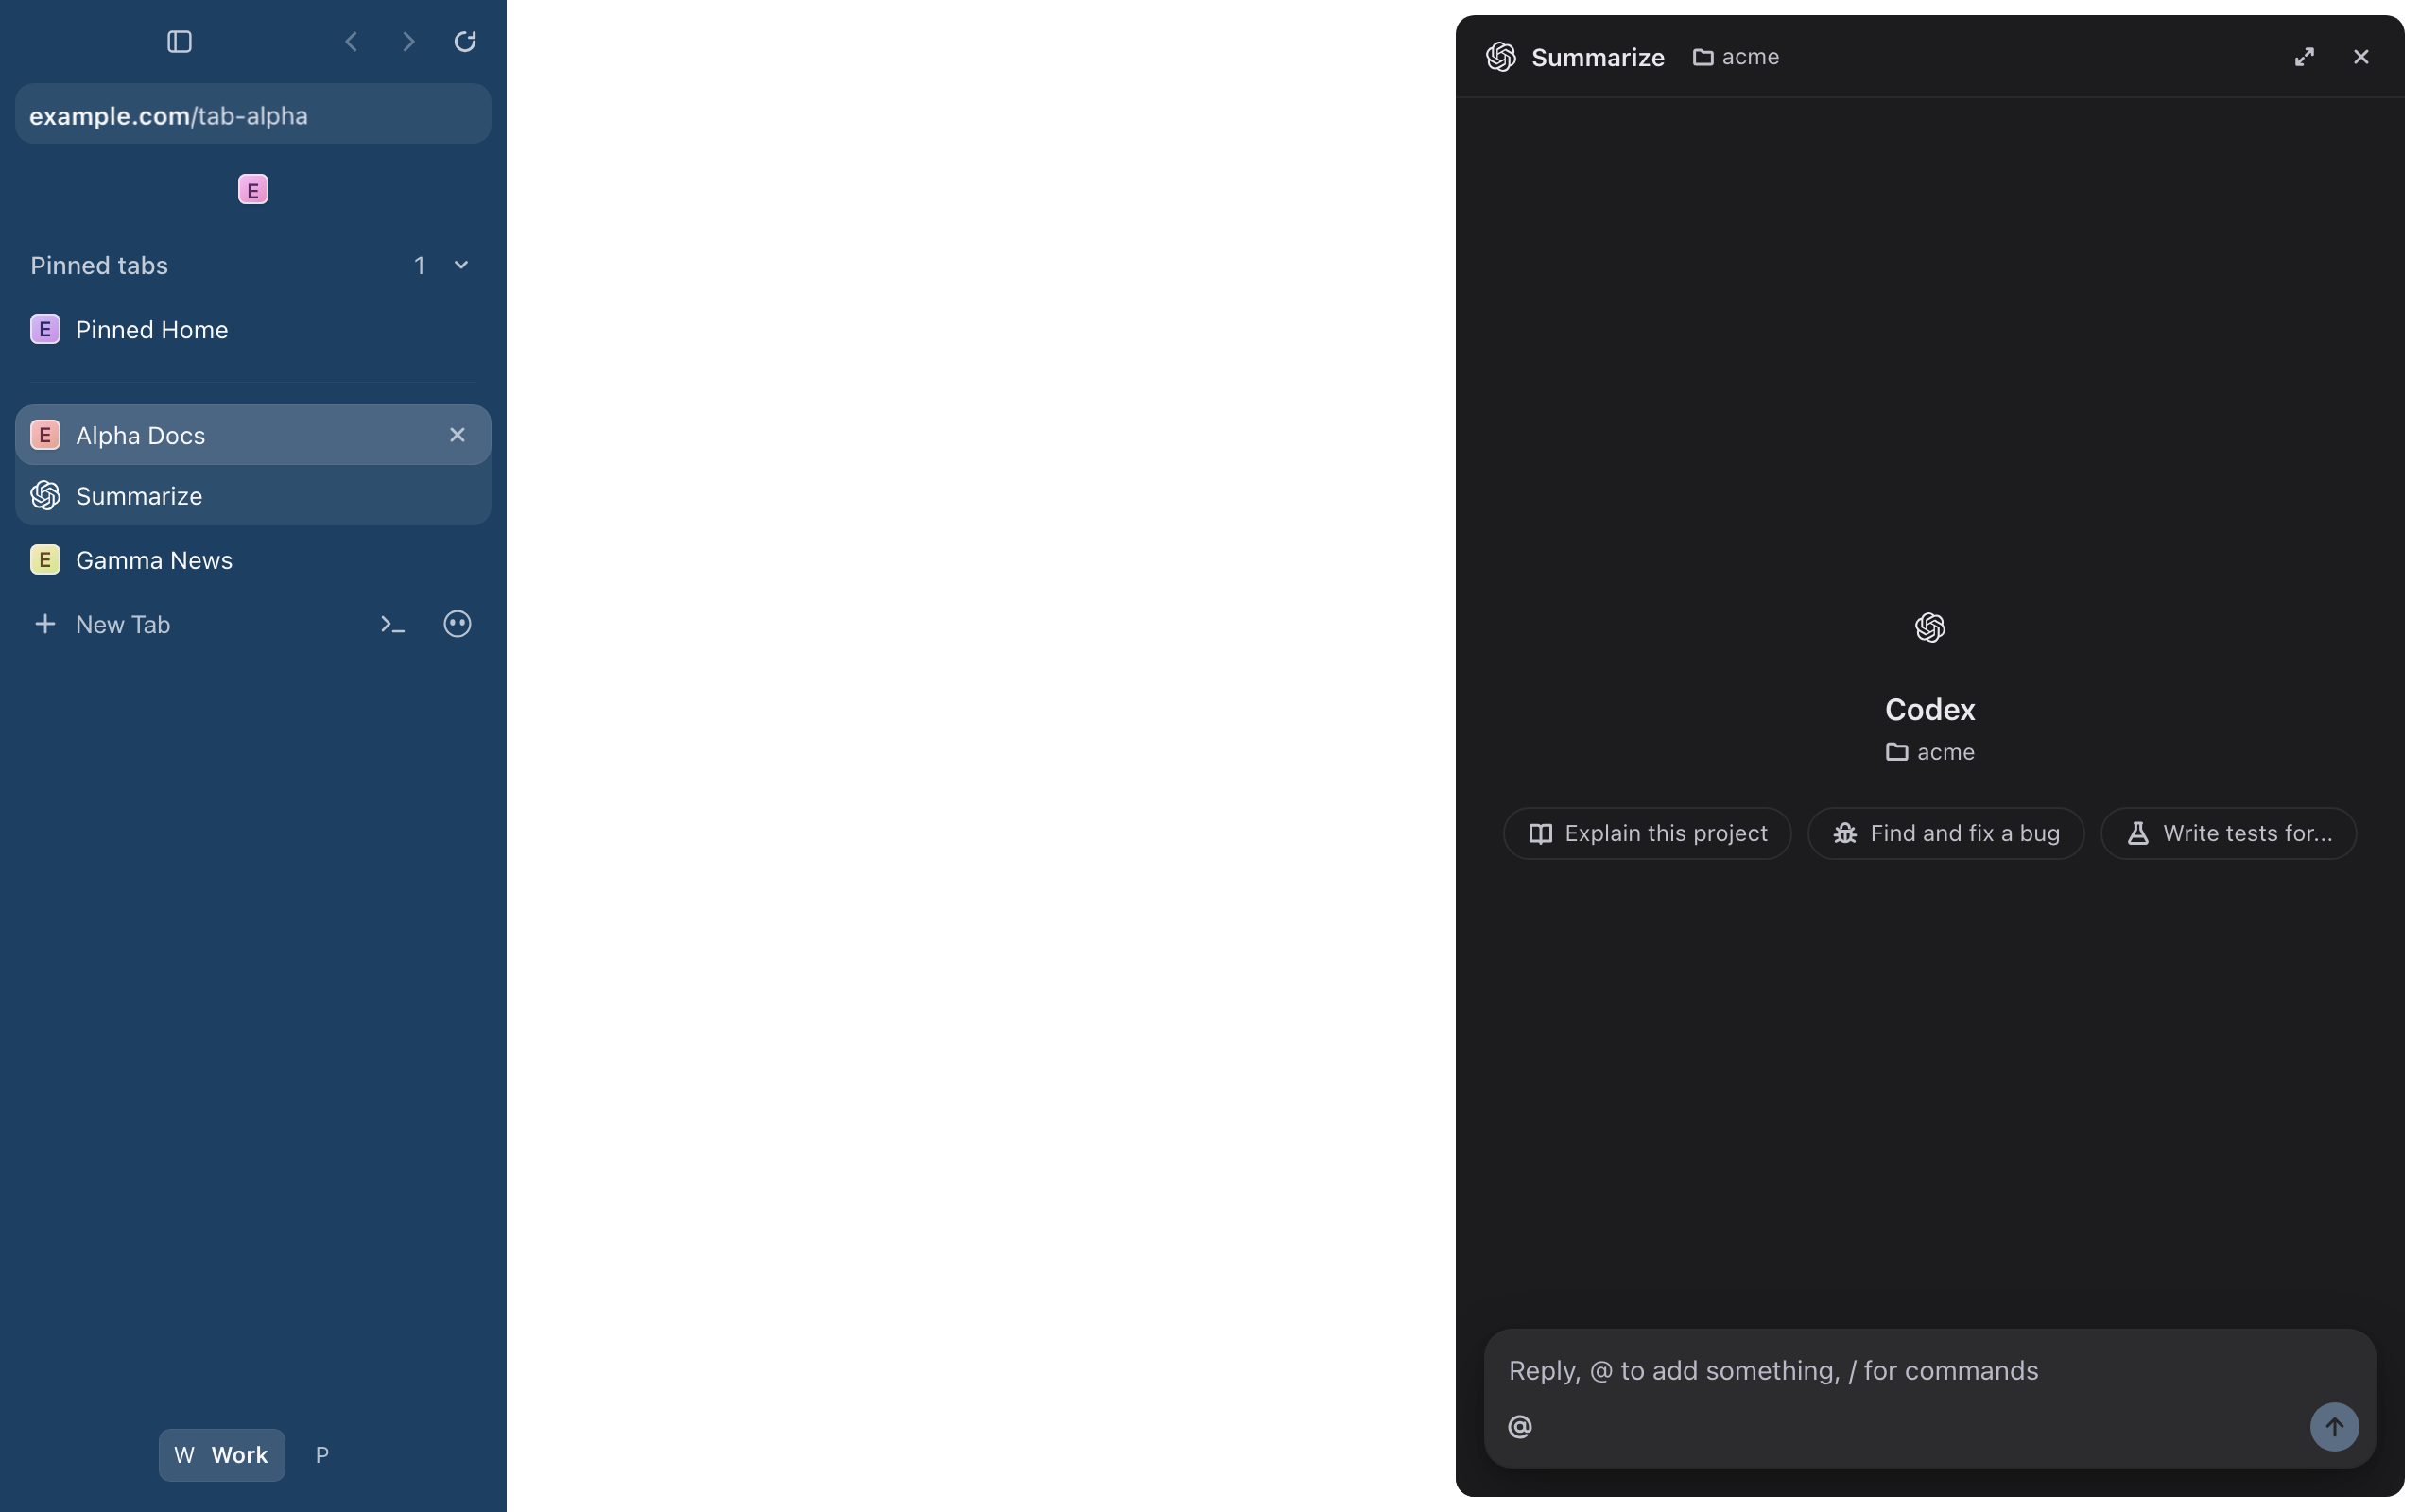 example.com/tab-alpha
E
Pinned tabs 1
E Pinned Home
E Alpha Docs
Summarize
E Gamma News
New Tab
W Work P
Summarize acme
Codex
acme
Explain this project Find and fix a bug Write tests for...
Reply, @ to add something, / for commands
@